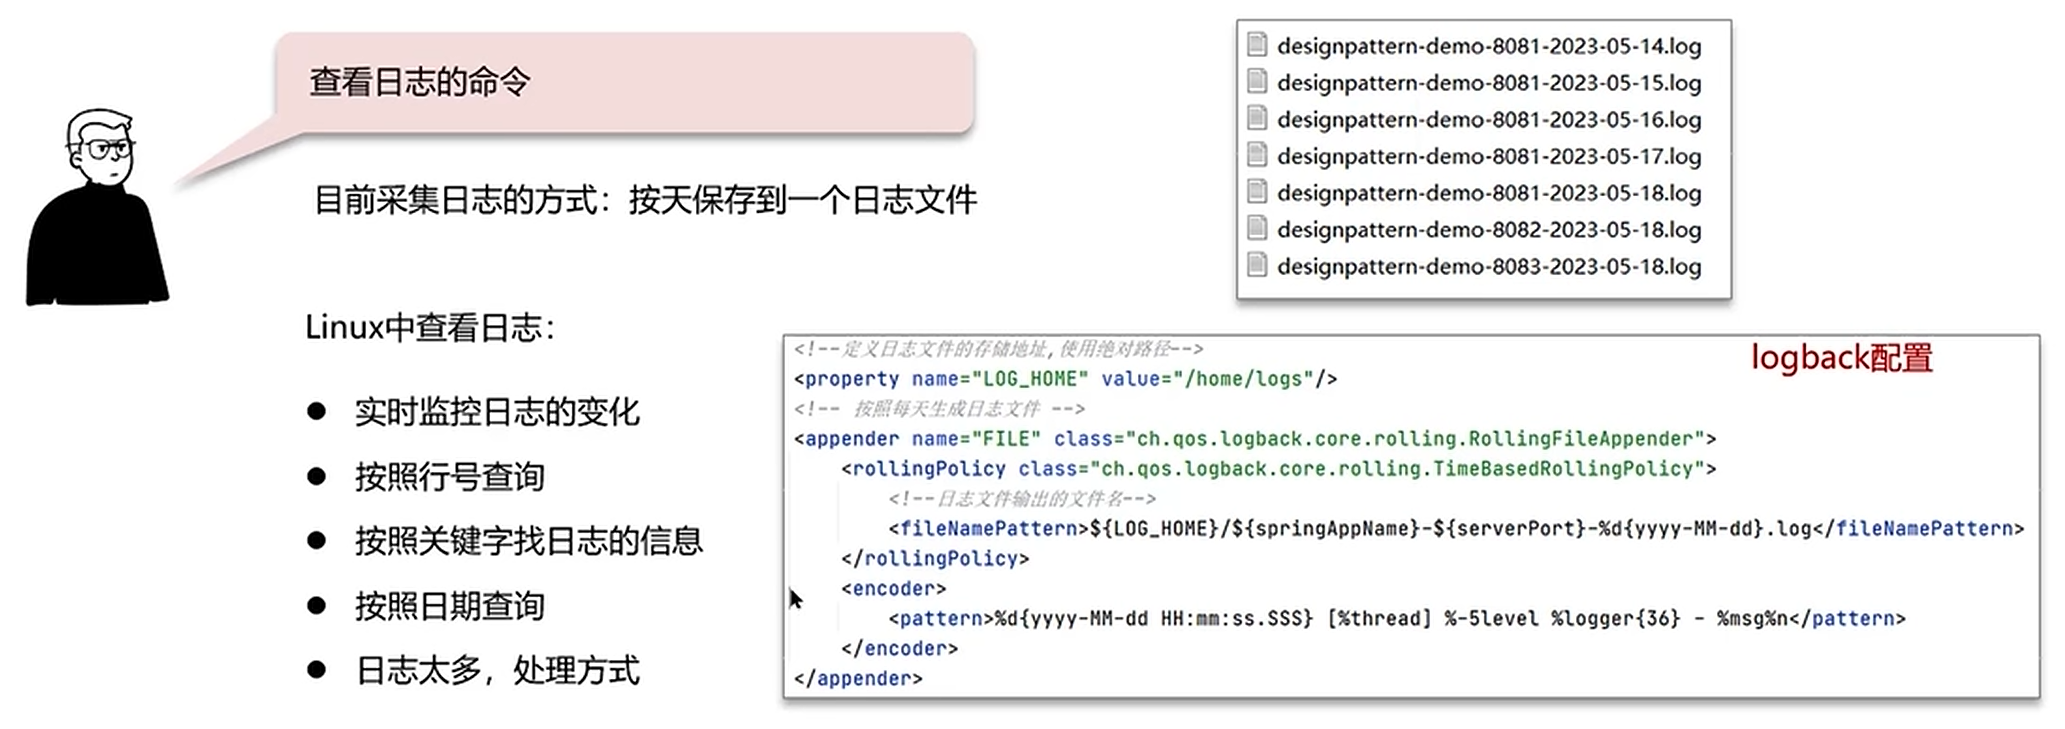 查看日志的命令
目前采集日志的方式：按天保存到一个日志文件
designpattern-demo-8081-2023-05-14.log
designpattern-demo-8081-2023-05-15.log
designpattern-demo-8081-2023-05-16.log
designpattern-demo-8081-2023-05-17.log
designpattern-demo-8081-2023-05-18.log
designpattern-demo-8082-2023-05-18.log
designpattern-demo-8083-2023-05-18.log
Linux中查看日志：
● 实时监控日志的变化
● 按照行号查询
● 按照关键字找日志的信息
● 按照日期查询
● 日志太多，处理方式
logback配置
<!--定义日志文件的存储地址,使用绝对路径-->
<property name="LOG_HOME" value="/home/logs"/>
<!-- 按照每天生成日志文件 -->
<appender name="FILE" class="ch.qos.logback.core.rolling.RollingFileAppender">
<rollingPolicy class="ch.qos.logback.core.rolling.TimeBasedRollingPolicy">
<!--日志文件输出的文件名-->
<fileNamePattern>${LOG_HOME}/${springAppName}-${serverPort}-%d{yyyy-MM-dd}.log</fileNamePattern>
</rollingPolicy>
<encoder>
<pattern>%d{yyyy-MM-dd HH:mm:ss.SSS} [%thread] %-5level %logger{36} - %msg%n</pattern>
</encoder>
</appender>